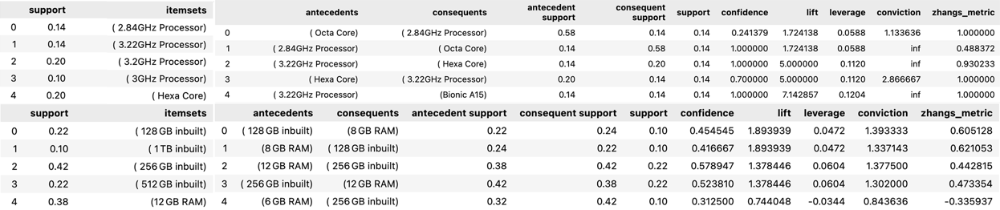 support itemsets
0 0.14 ( 2.84GHz Processor)
1 0.14 ( 3.22GHz Processor)
2 0.20 ( 3.2GHz Processor)
3 0.10 ( 3GHz Processor)
4 0.20 ( Hexa Core)
antecedents consequents antecedent support consequent support support confidence lift leverage conviction zhangs_metric
0 ( Octa Core) ( 2.84GHz Processor) 0.58 0.14 0.14 0.241379 1.724138 0.0588 1.133636 1.000000
1 ( 2.84GHz Processor) ( Octa Core) 0.14 0.58 0.14 1.000000 1.724138 0.0588 inf 0.488372
2 ( 3.22GHz Processor) ( Hexa Core) 0.14 0.20 0.14 1.000000 5.000000 0.1120 inf 0.930233
3 ( Hexa Core) ( 3.22GHz Processor) 0.20 0.14 0.14 0.700000 5.000000 0.1120 2.866667 1.000000
4 ( 3.22GHz Processor) (Bionic A15) 0.14 0.14 0.14 1.000000 7.142857 0.1204 inf 1.000000
support itemsets
0 0.22 ( 128 GB inbuilt)
1 0.10 ( 1 TB inbuilt)
2 0.42 ( 256 GB inbuilt)
3 0.22 ( 512 GB inbuilt)
4 0.38 (12 GB RAM)
antecedents consequents antecedent support consequent support support confidence lift leverage conviction zhangs_metric
0 ( 128 GB inbuilt) (8 GB RAM) 0.22 0.24 0.10 0.454545 1.893939 0.0472 1.393333 0.605128
1 (8 GB RAM) ( 128 GB inbuilt) 0.24 0.22 0.10 0.416667 1.893939 0.0472 1.337143 0.621053
2 (12 GB RAM) ( 256 GB inbuilt) 0.38 0.42 0.22 0.578947 1.378446 0.0604 1.377500 0.442815
3 ( 256 GB inbuilt) (12 GB RAM) 0.42 0.38 0.22 0.523810 1.378446 0.0604 1.302000 0.473354
4 (6 GB RAM) ( 256 GB inbuilt) 0.32 0.42 0.10 0.312500 0.744048 -0.0344 0.843636 -0.335937